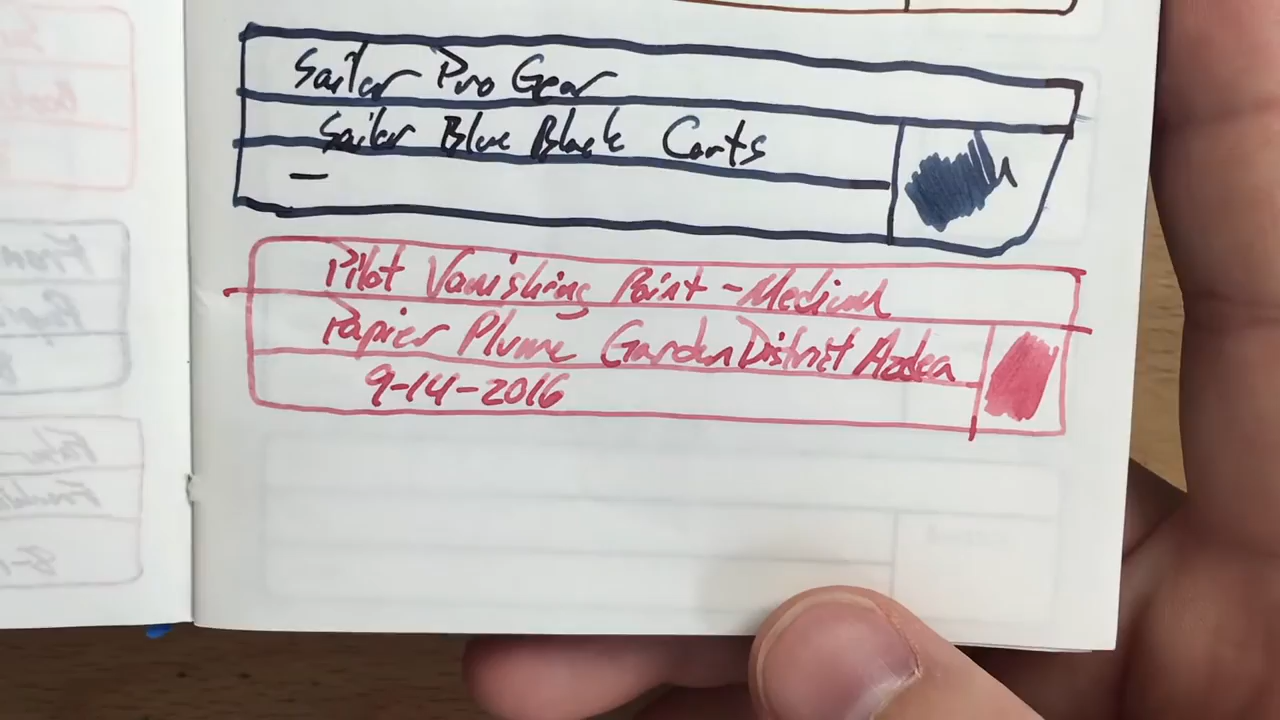 Sailor Pro Gear
Sailor Blue Black Carts
—
Pilot Vanishing Point - Medium
Papier Plume Garden District Azalea
9-14-2016